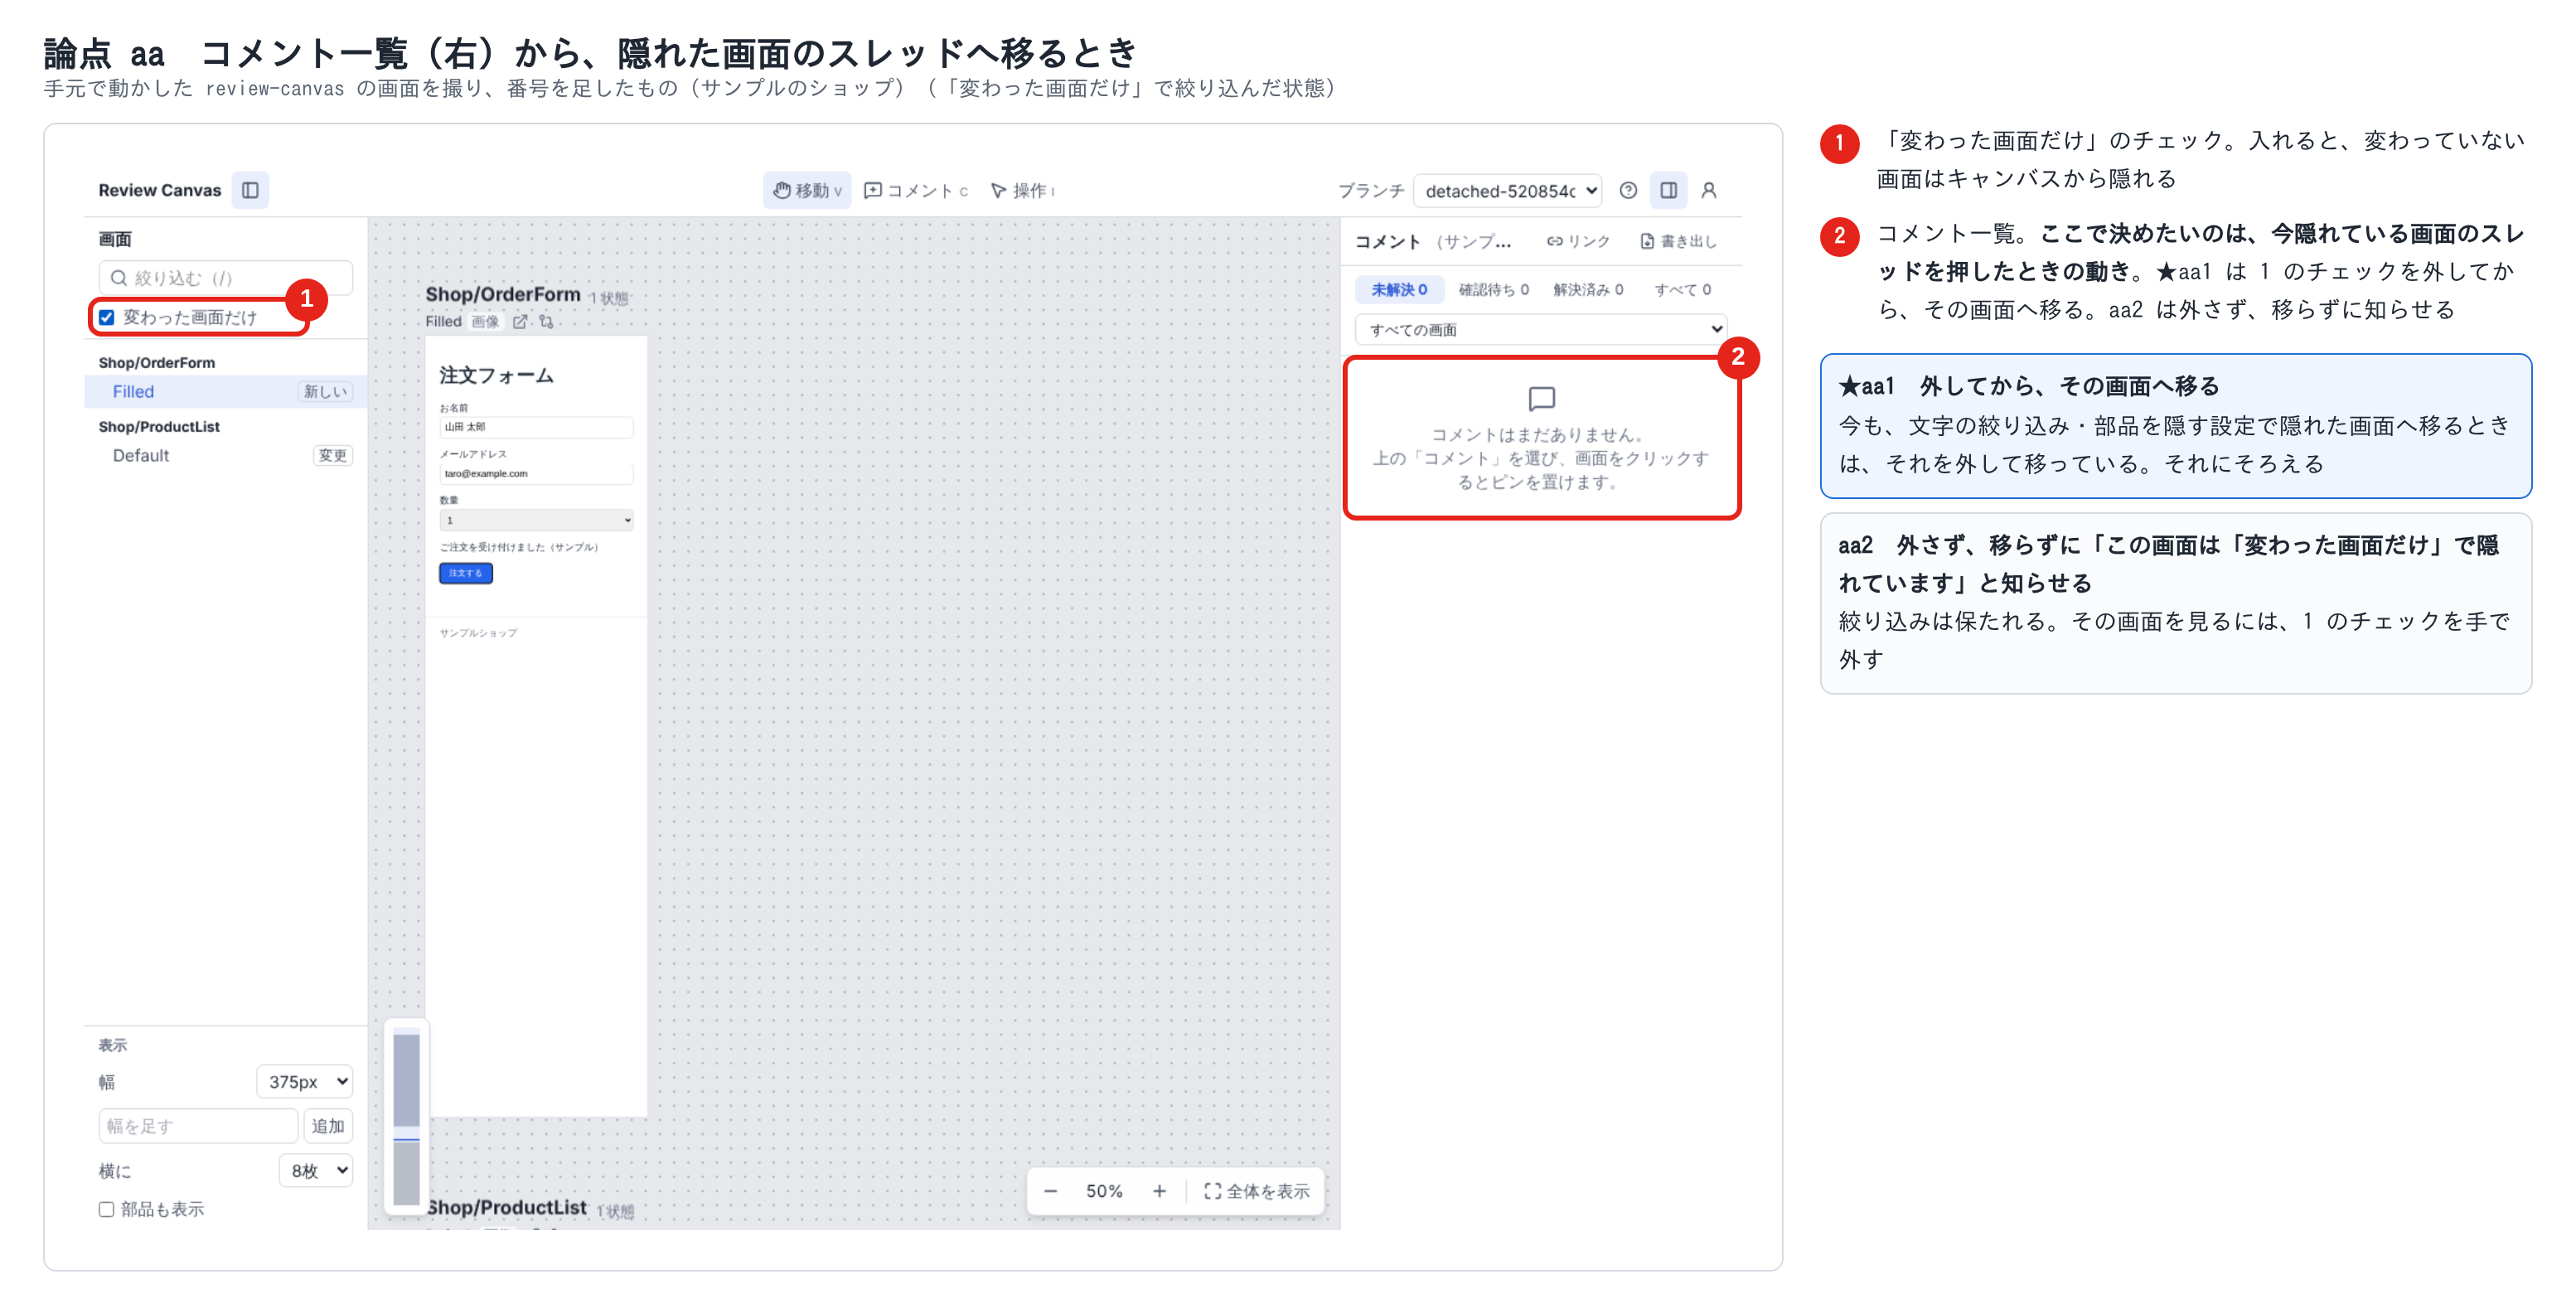 論点 aa　コメント一覧（右）から、隠れた画面のスレッドへ移るとき
手元で動かした review-canvas の画面を撮り、番号を足したもの（サンプルのショップ）（「変わった画面だけ」で絞り込んだ状態）
Review Canvas
移動 V
コメント C
操作 I
ブランチ
detached-520854c
画面
絞り込む（/）
1
変わった画面だけ
Shop/OrderForm
Filled
新しい
Shop/ProductList
Default
変更
表示
幅
375px
幅を足す
追加
横に
8枚
部品も表示
Shop/OrderForm 1 状態
Filled 画像
注文フォーム
お名前
山田 太郎
メールアドレス
taro@example.com
数量
1
ご注文を受け付けました（サンプル）
注文する
サンプルショップ
Shop/ProductList 1 状態
50%
全体を表示
コメント （サンプ...
リンク
書き出し
未解決 0
確認待ち 0
解決済み 0
すべて 0
すべての画面
2
コメントはまだありません。
上の「コメント」を選び、画面をクリックす
るとピンを置けます。
1
「変わった画面だけ」のチェック。入れると、変わっていない
画面はキャンバスから隠れる
2
コメント一覧。ここで決めたいのは、今隠れている画面のスレ
ッドを押したときの動き。★aa1 は 1 のチェックを外してか
ら、その画面へ移る。aa2 は外さず、移らずに知らせる
★aa1　外してから、その画面へ移る
今も、文字の絞り込み・部品を隠す設定で隠れた画面へ移るとき
は、それを外して移っている。それにそろえる
aa2　外さず、移らずに「この画面は「変わった画面だけ」で隠
れています」と知らせる
絞り込みは保たれる。その画面を見るには、1 のチェックを手で
外す